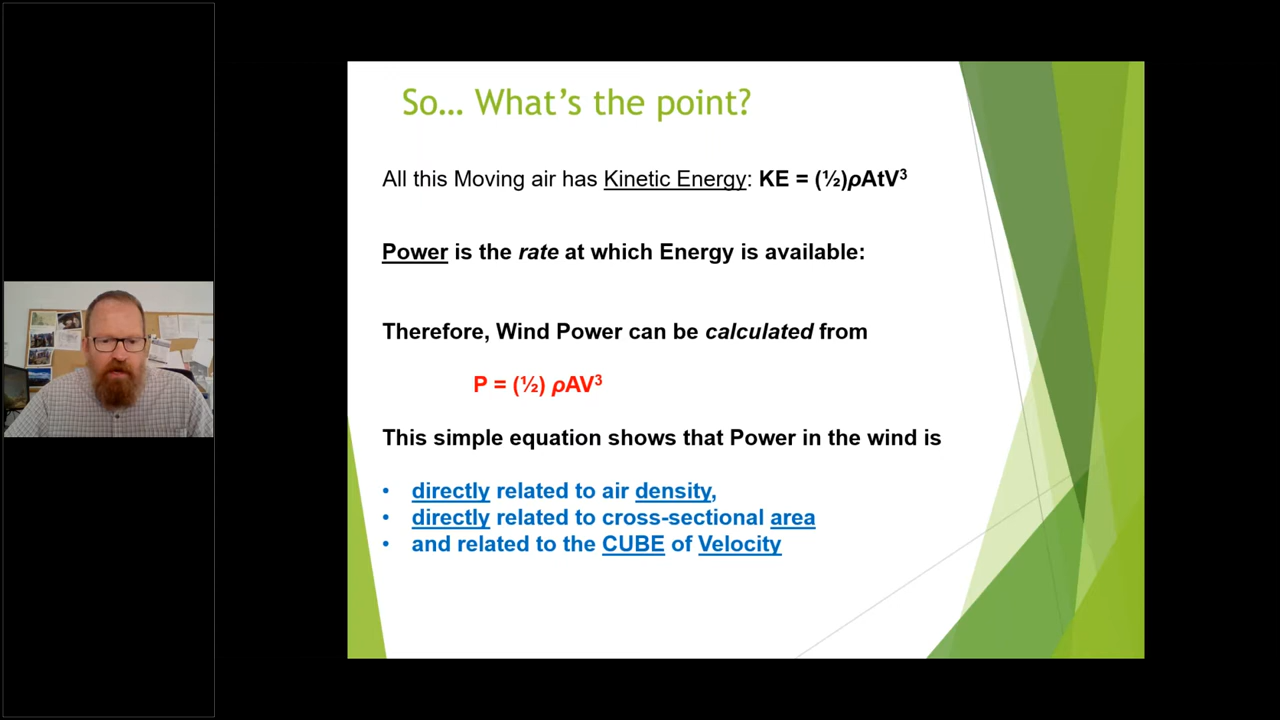 So… What's the point?
All this Moving air has Kinetic Energy: KE = (½)ρAtV³
Power is the rate at which Energy is available:
Therefore, Wind Power can be calculated from
P = (½) ρAV³
This simple equation shows that Power in the wind is
• directly related to air density,
• directly related to cross-sectional area
• and related to the CUBE of Velocity